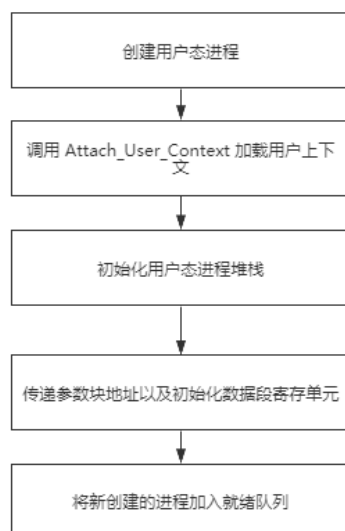 创建用户态进程
调用 Attach_User_Context 加载用户上下
文
初始化用户态进程堆栈
传递参数块地址以及初始化数据段寄存单元
将新创建的进程加入就绪队列